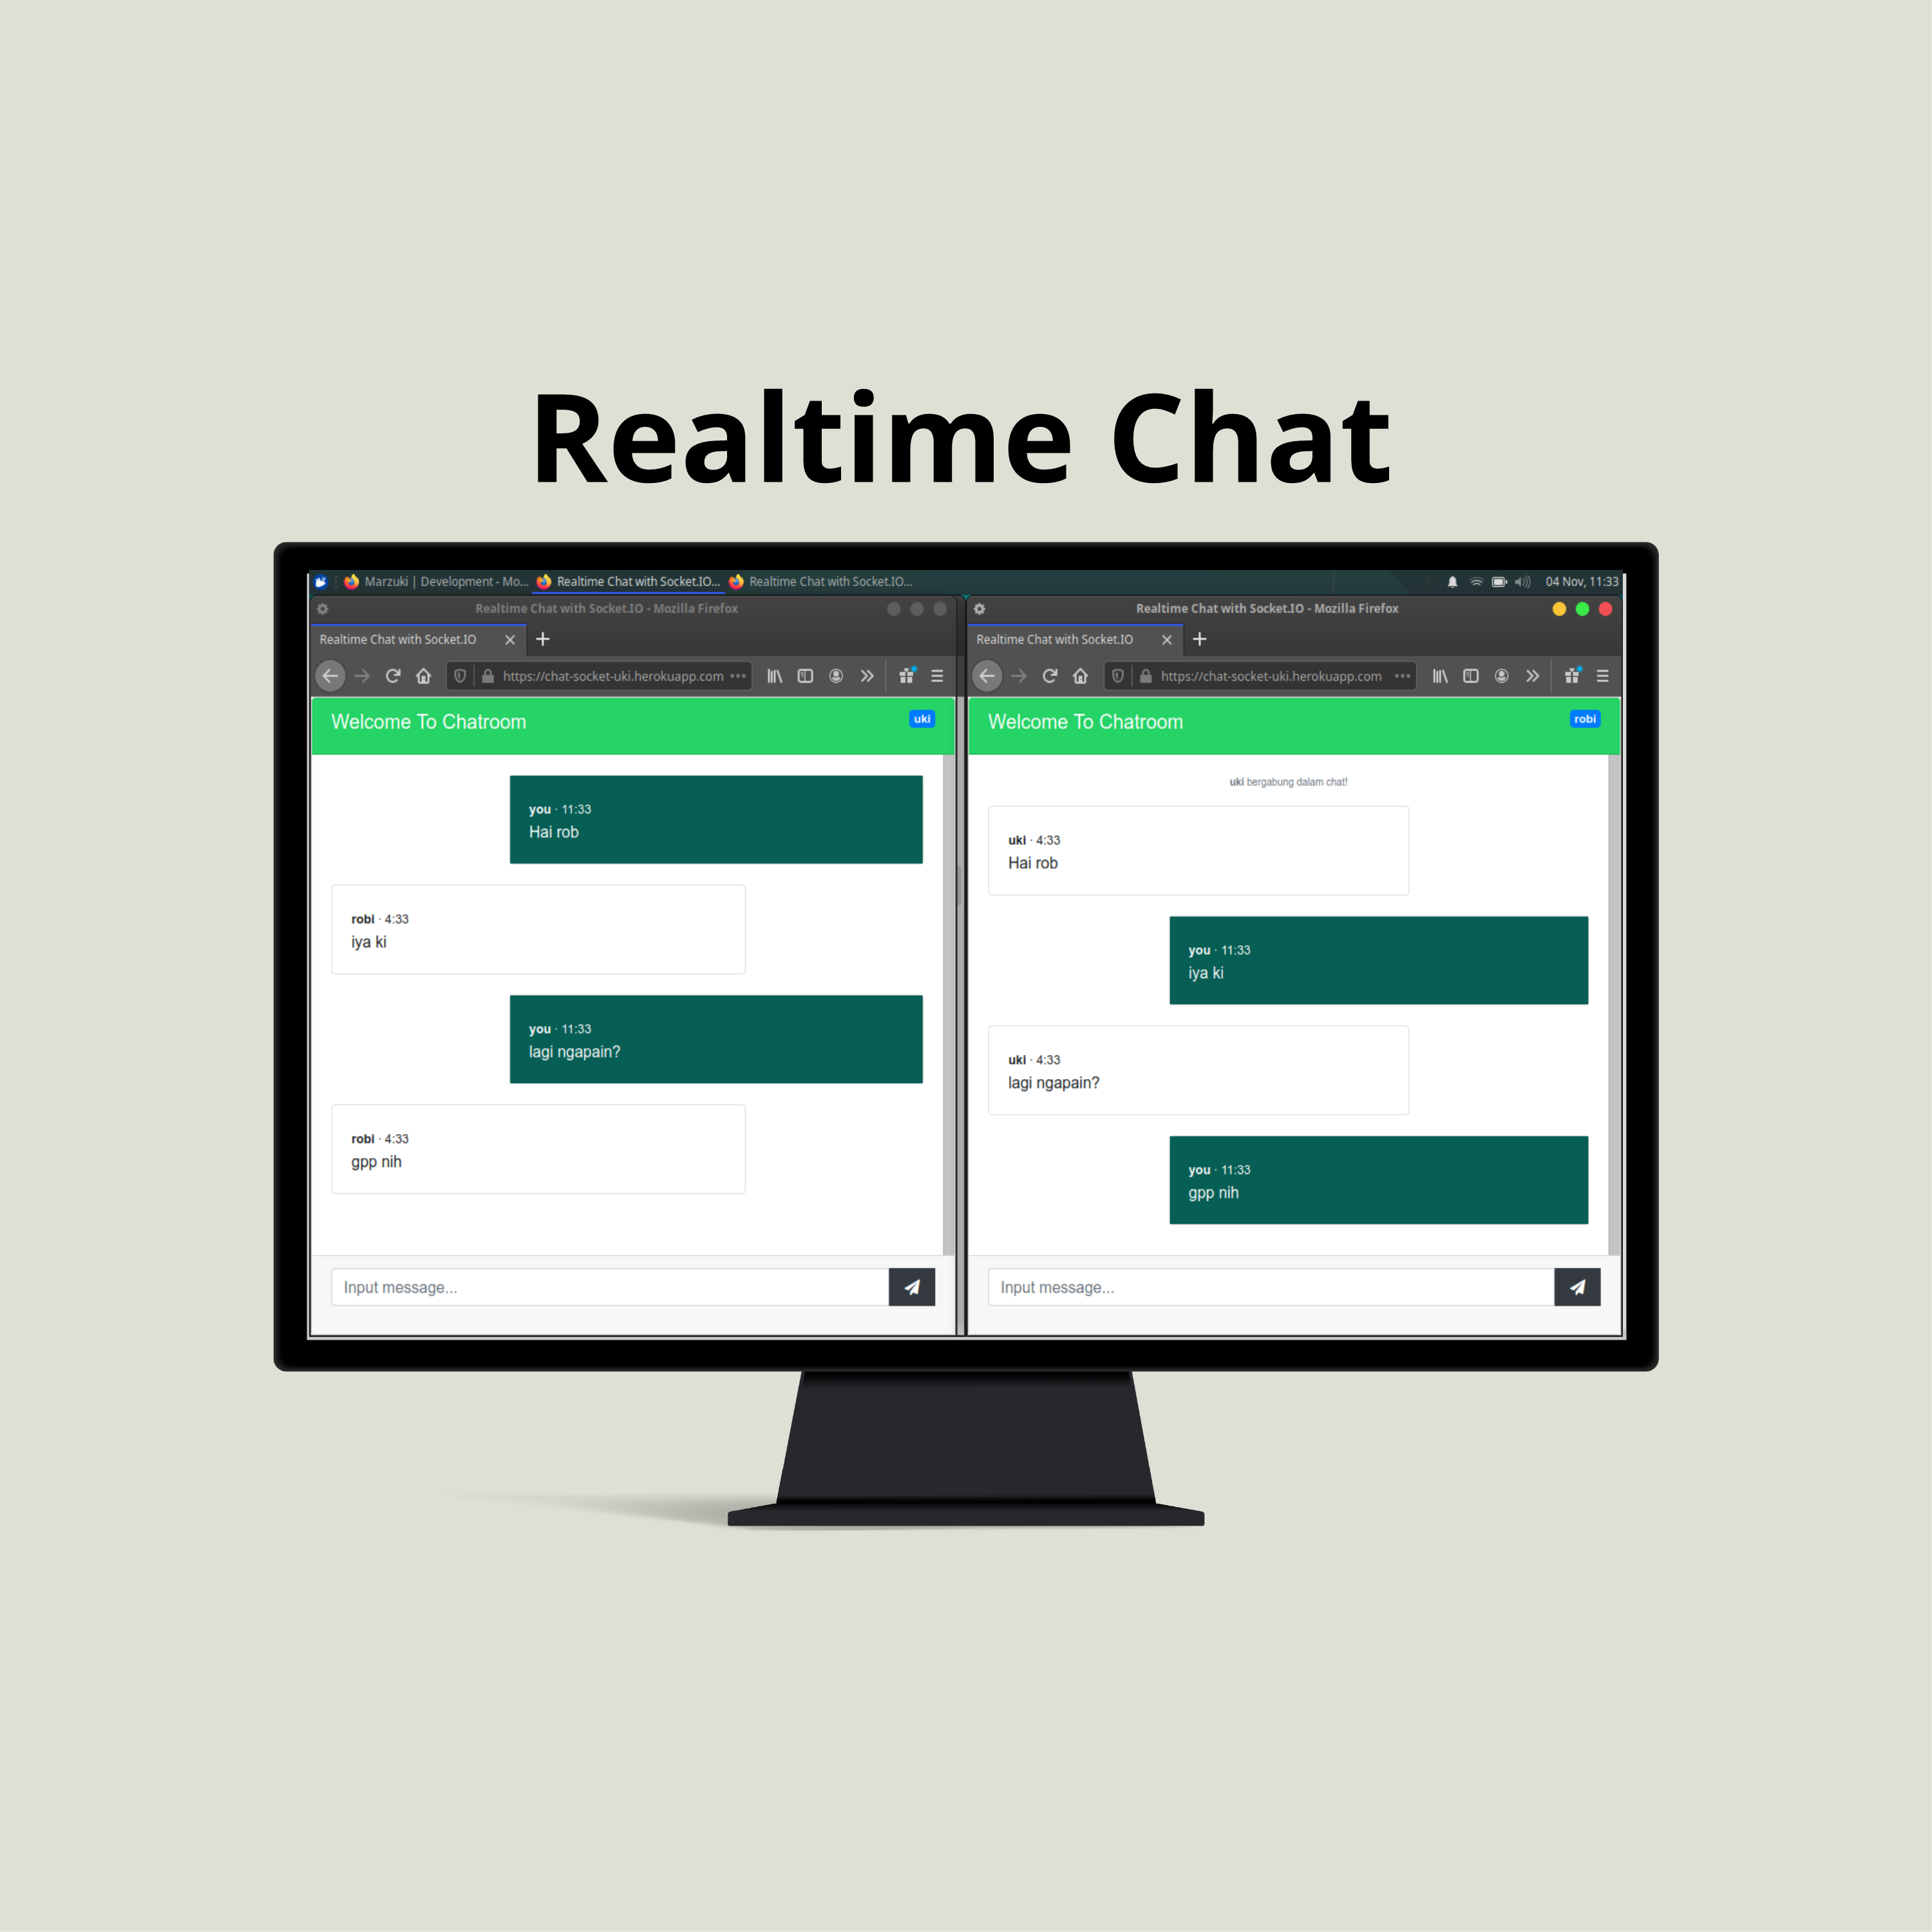 Realtime Chat
Marzuki | Development - Mo... Realtime Chat with Socket.IO... Realtime Chat with Socket.IO... 04 Nov, 11:33
Realtime Chat with Socket.IO - Mozilla Firefox
Realtime Chat with Socket.IO
https://chat-socket-uki.herokuapp.com
Welcome To Chatroom uki
you · 11:33
Hai rob
robi · 4:33
iya ki
you · 11:33
lagi ngapain?
robi · 4:33
gpp nih
Input message...
Realtime Chat with Socket.IO - Mozilla Firefox
Realtime Chat with Socket.IO
https://chat-socket-uki.herokuapp.com
Welcome To Chatroom robi
uki bergabung dalam chat!
uki · 4:33
Hai rob
you · 11:33
iya ki
uki · 4:33
lagi ngapain?
you · 11:33
gpp nih
Input message...